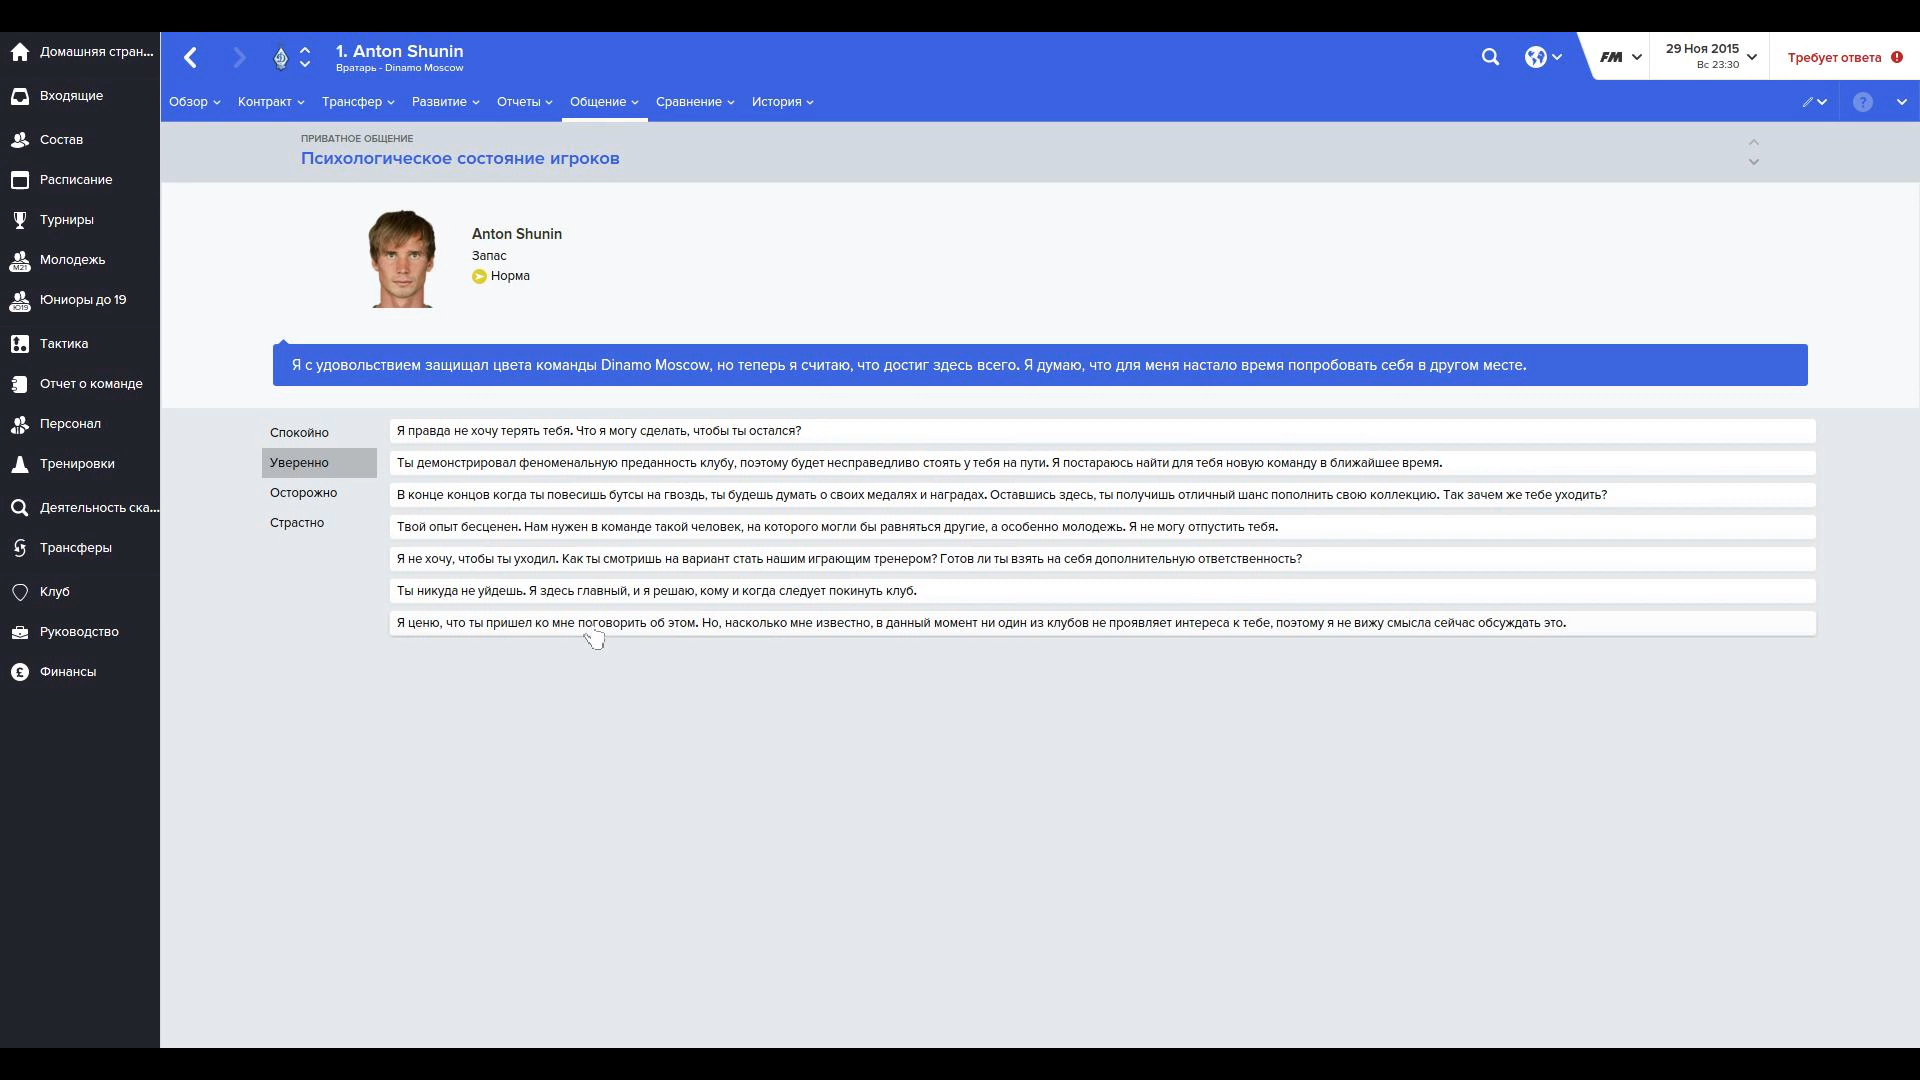 Домашняя стран...
Входящие
Состав
Расписание
Турниры
Молодежь
М21
Юниоры до 19
Ю19
Тактика
Отчет о команде
Персонал
Тренировки
Деятельность ска...
Трансферы
Клуб
Руководство
Финансы
1. Anton Shunin
Вратарь - Dinamo Moscow
FM
29 Ноя 2015
Вс 23:30
Требует ответа
Обзор
Контракт
Трансфер
Развитие
Отчеты
Общение
Сравнение
История
ПРИВАТНОЕ ОБЩЕНИЕ
Психологическое состояние игроков
Anton Shunin
Запас
Норма
Я с удовольствием защищал цвета команды Dinamo Moscow, но теперь я считаю, что достиг здесь всего. Я думаю, что для меня настало время попробовать себя в другом месте.
Спокойно
Уверенно
Осторожно
Страстно
Я правда не хочу терять тебя. Что я могу сделать, чтобы ты остался?
Ты демонстрировал феноменальную преданность клубу, поэтому будет несправедливо стоять у тебя на пути. Я постараюсь найти для тебя новую команду в ближайшее время.
В конце концов когда ты повесишь бутсы на гвоздь, ты будешь думать о своих медалях и наградах. Оставшись здесь, ты получишь отличный шанс пополнить свою коллекцию. Так зачем же тебе уходить?
Твой опыт бесценен. Нам нужен в команде такой человек, на которого могли бы равняться другие, а особенно молодежь. Я не могу отпустить тебя.
Я не хочу, чтобы ты уходил. Как ты смотришь на вариант стать нашим играющим тренером? Готов ли ты взять на себя дополнительную ответственность?
Ты никуда не уйдешь. Я здесь главный, и я решаю, кому и когда следует покинуть клуб.
Я ценю, что ты пришел ко мне поговорить об этом. Но, насколько мне известно, в данный момент ни один из клубов не проявляет интереса к тебе, поэтому я не вижу смысла сейчас обсуждать это.